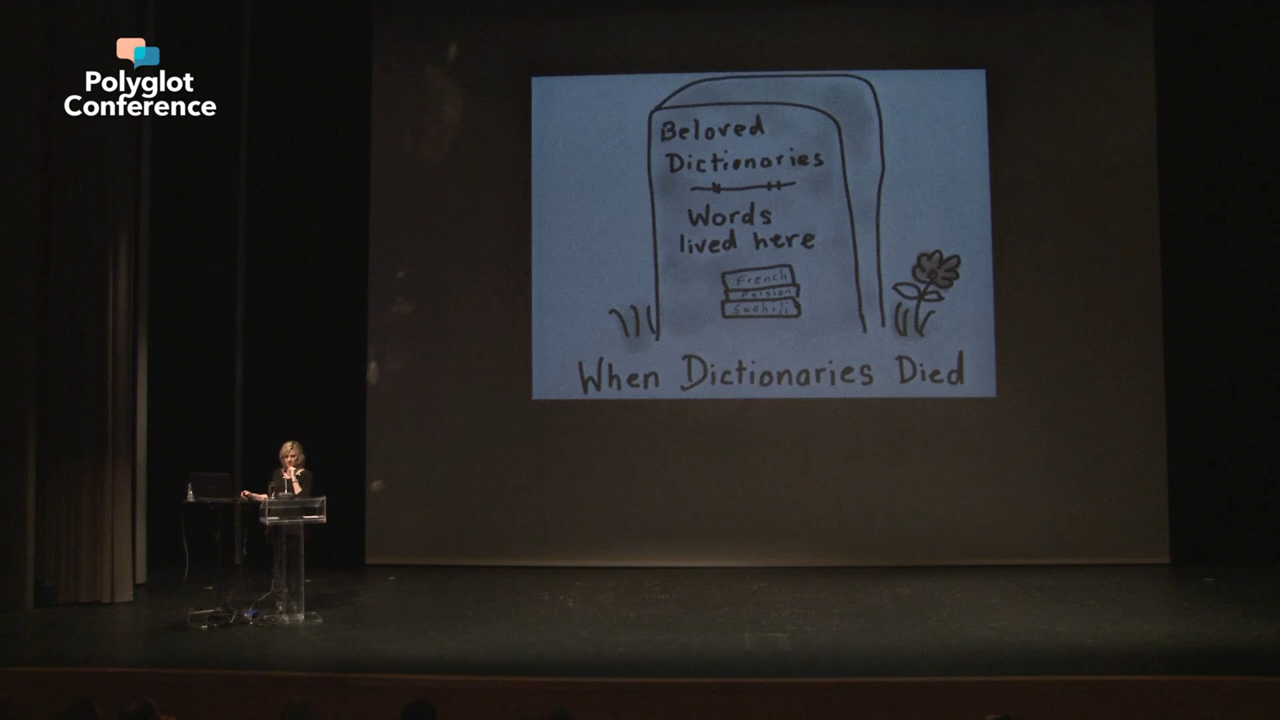 Polyglot
Conference
Beloved
Dictionaries
Words
lived here
French
Persian
Swahili
When Dictionaries Died